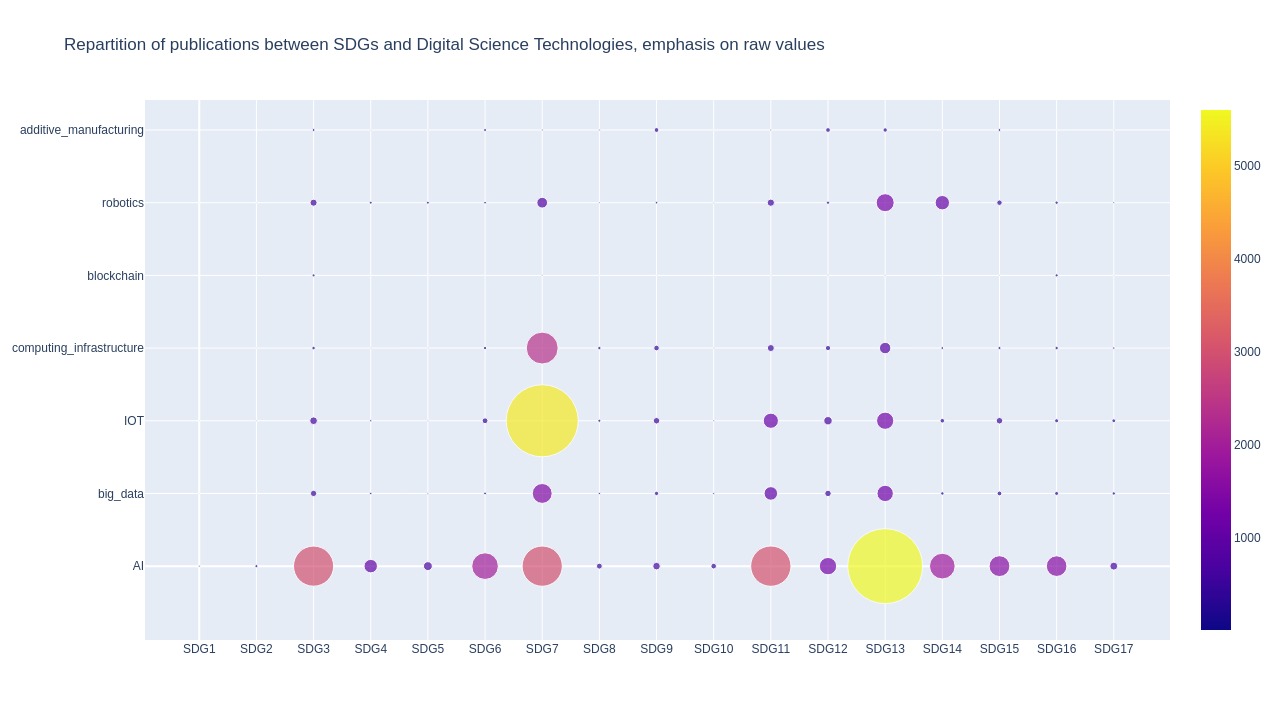 Repartition of publications between SDGs and Digital Science Technologies, emphasis on raw values
additive_manufacturing
robotics
blockchain
computing_infrastructure
IOT
big_data
AI
SDG1 SDG2 SDG3 SDG4 SDG5 SDG6 SDG7 SDG8 SDG9 SDG10 SDG11 SDG12 SDG13 SDG14 SDG15 SDG16 SDG17
5000
4000
3000
2000
1000